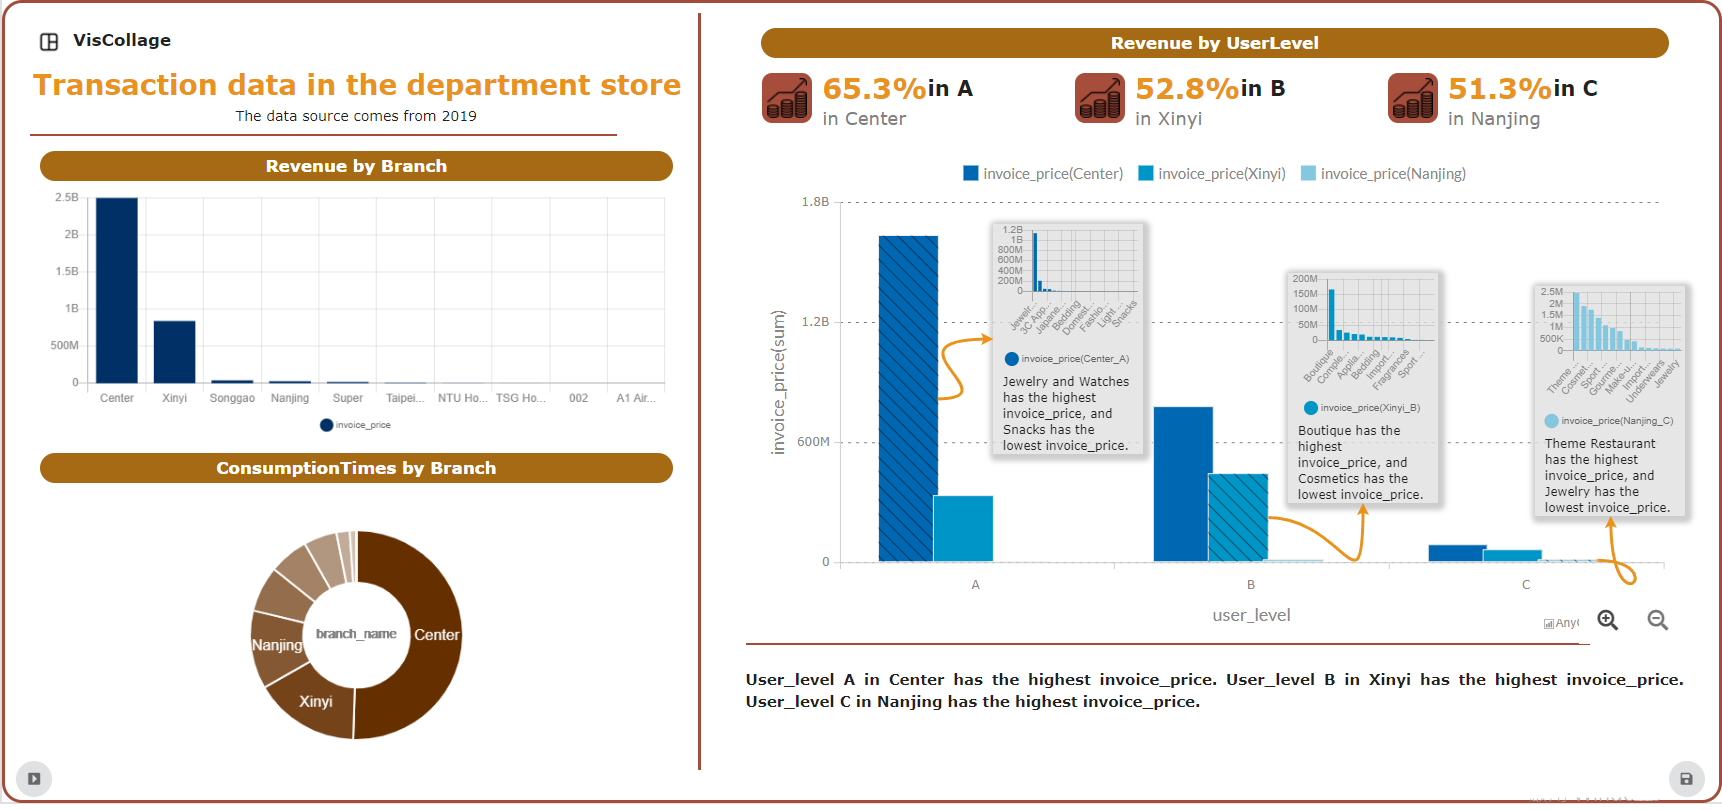 VisCollage
Transaction data in the department store
The data source comes from 2019
Revenue by Branch
2.5B
2B
1.5B
1B
500M
0
Center Xinyi Songgao Nanjing Super Taipei... NTU Ho... TSG Ho... 002 A1 Air...
invoice_price
ConsumptionTimes by Branch
branch_name
Center
Nanjing
Xinyi
Revenue by UserLevel
65.3% in A
in Center
52.8% in B
in Xinyi
51.3% in C
in Nanjing
invoice_price(Center) invoice_price(Xinyi) invoice_price(Nanjing)
invoice_price(sum)
1.8B
1.2B
600M
0
A B C
user_level
1.2B
1B
800M
600M
400M
200M
0
Jewelr... 3C App... Japane... Bedding Domest... Fashio... Light ... Snacks
invoice_price(Center_A)
Jewelry and Watches
has the highest
invoice_price, and
Snacks has the
lowest invoice_price.
200M
150M
100M
50M
0
Boutique Comple... Applia... Bedding Import... Fragrances Sport ...
invoice_price(Xinyi_B)
Boutique has the
highest
invoice_price, and
Cosmetics has the
lowest invoice_price.
2.5M
2M
1.5M
1M
500K
0
Theme ... Cosmet... Sport ... Gourme... Make-u... Import... Underwears Jewelry
invoice_price(Nanjing_C)
Theme Restaurant
has the highest
invoice_price, and
Jewelry has the
lowest invoice_price.
User_level A in Center has the highest invoice_price. User_level B in Xinyi has the highest invoice_price.
User_level C in Nanjing has the highest invoice_price.